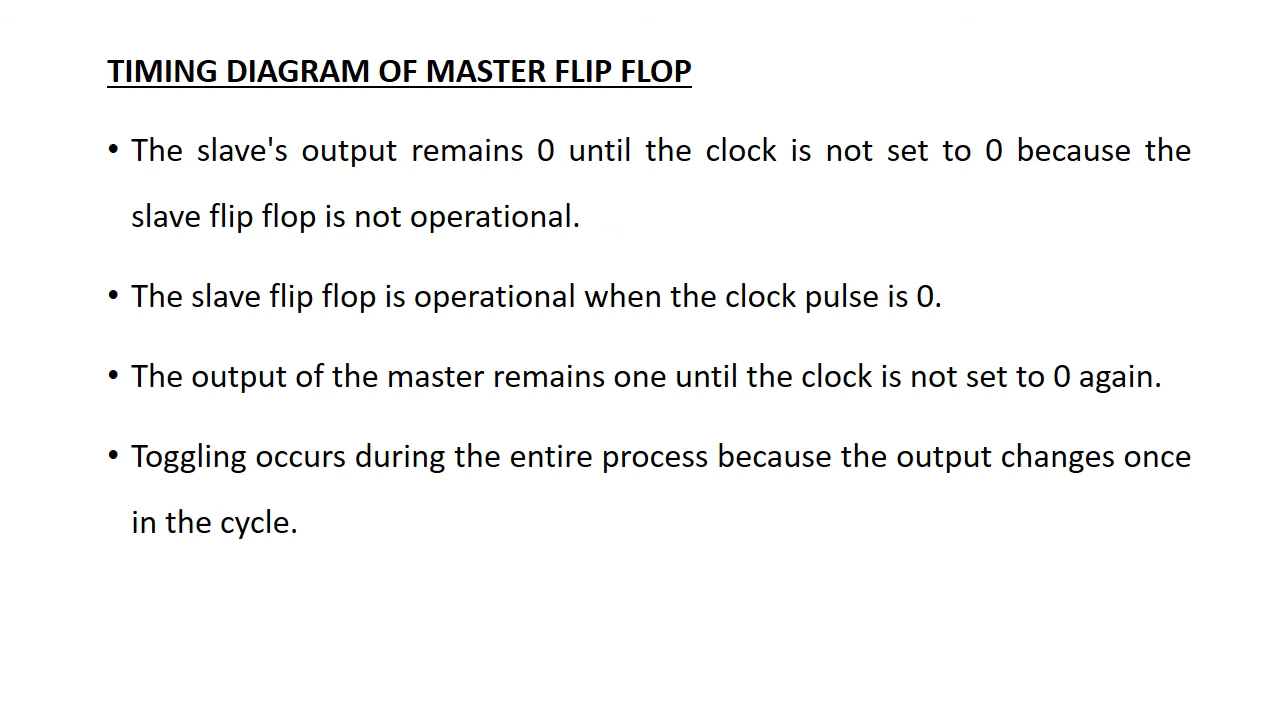 TIMING DIAGRAM OF MASTER FLIP FLOP
• The slave's output remains 0 until the clock is not set to 0 because the
slave flip flop is not operational.
• The slave flip flop is operational when the clock pulse is 0.
• The output of the master remains one until the clock is not set to 0 again.
• Toggling occurs during the entire process because the output changes once
in the cycle.